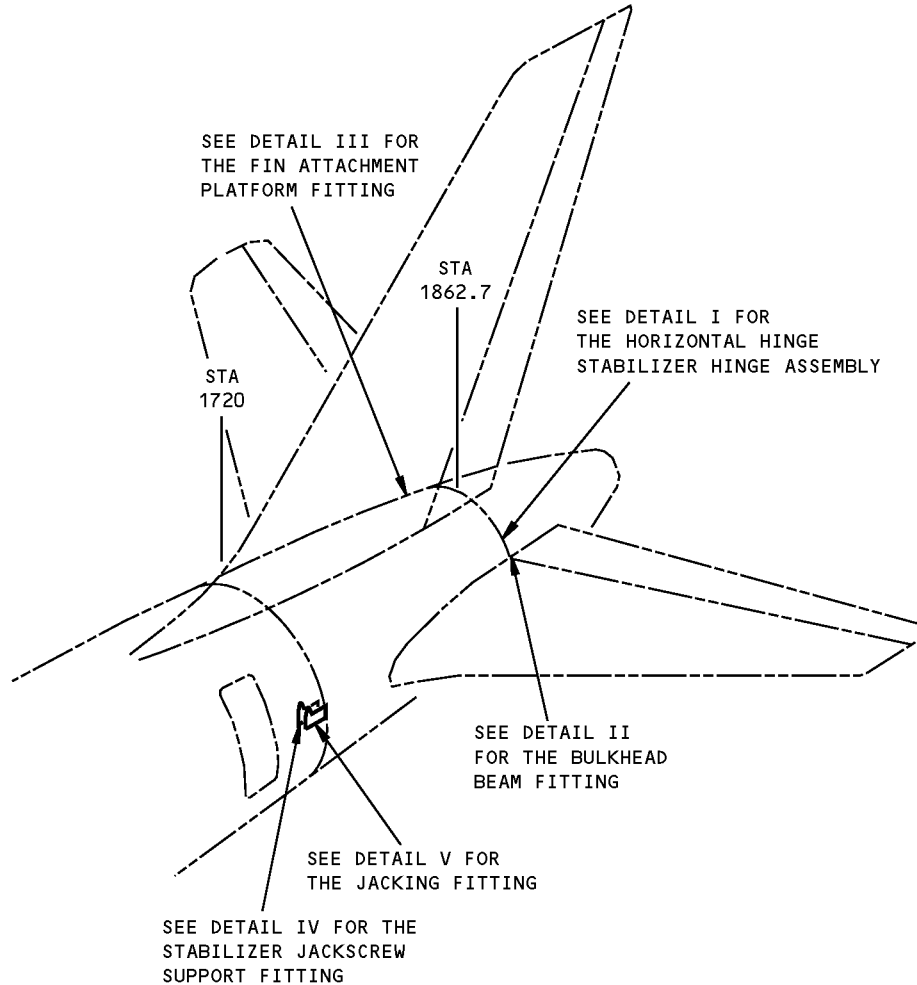 SEE DETAIL III FOR
THE FIN ATTACHMENT
PLATFORM FITTING
STA
1862.7
SEE DETAIL I FOR
THE HORIZONTAL HINGE
STABILIZER HINGE ASSEMBLY
STA
1720
SEE DETAIL II
FOR THE BULKHEAD
BEAM FITTING
SEE DETAIL V FOR
THE JACKING FITTING
SEE DETAIL IV FOR THE
STABILIZER JACKSCREW
SUPPORT FITTING